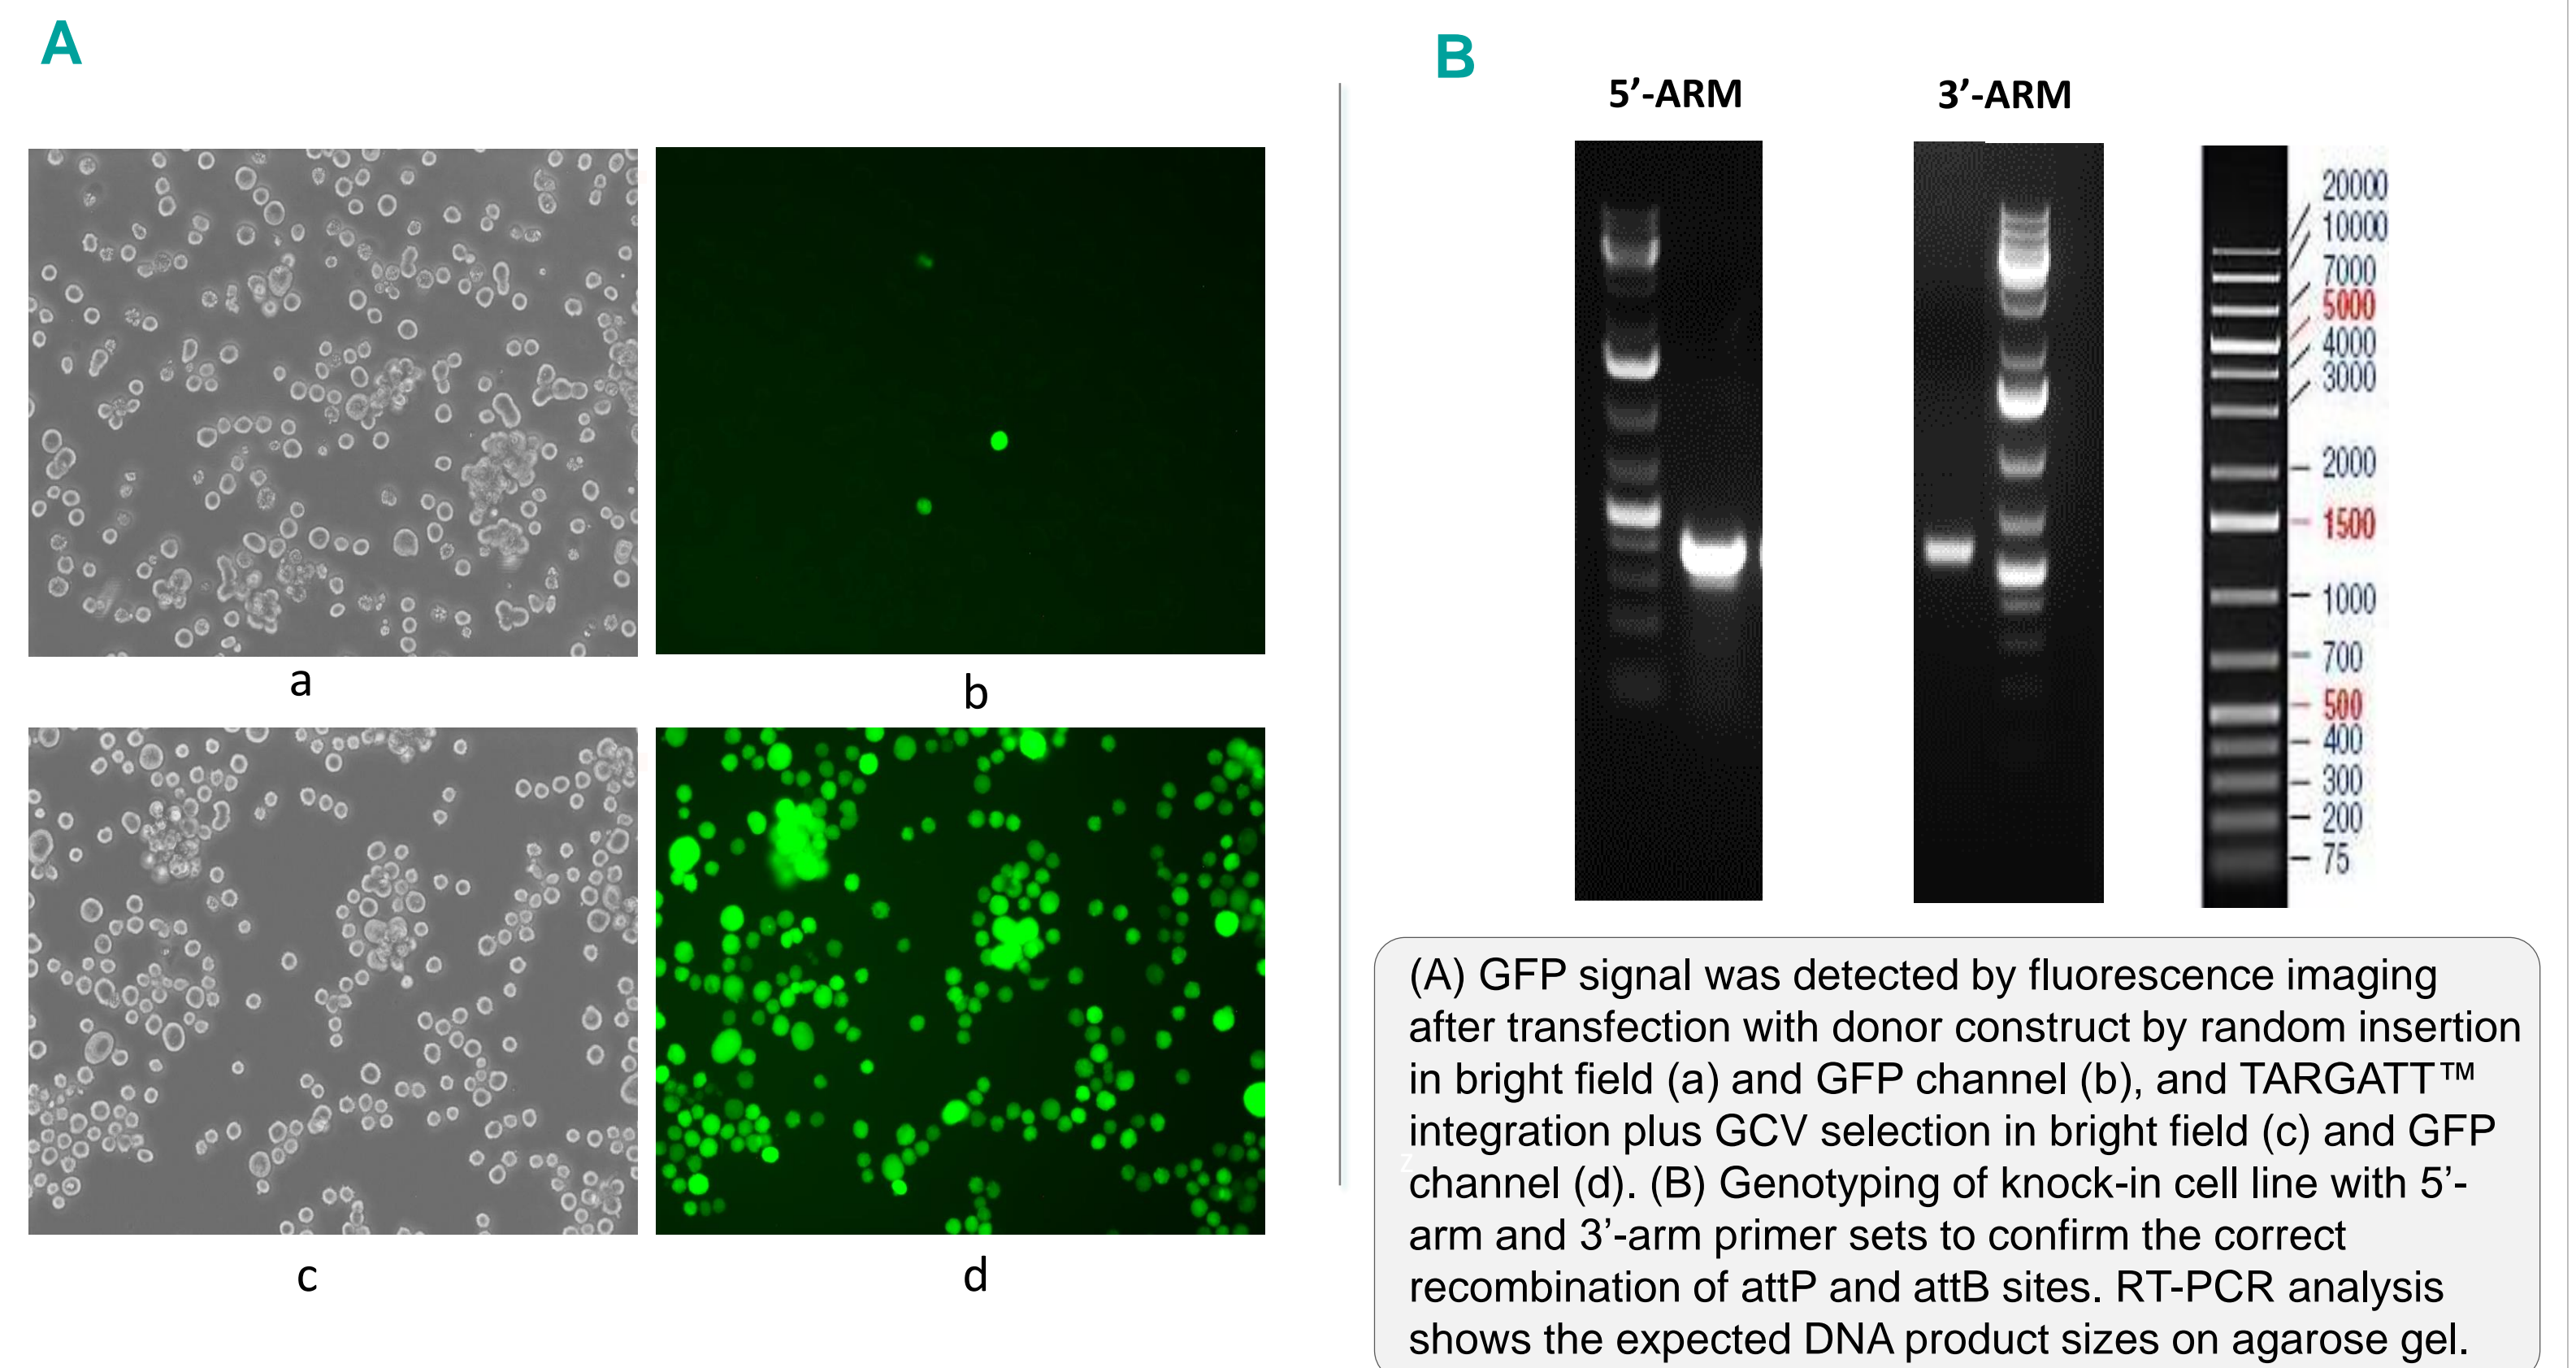 A
a
b
c
d
B
5’-ARM
3’-ARM
20000
10000
7000
5000
4000
3000
2000
1500
1000
700
500
400
300
200
75
(A) GFP signal was detected by fluorescence imaging
after transfection with donor construct by random insertion
in bright field (a) and GFP channel (b), and TARGATT™
integration plus GCV selection in bright field (c) and GFP
z
channel (d). (B) Genotyping of knock-in cell line with 5’-
arm and 3’-arm primer sets to confirm the correct
recombination of attP and attB sites. RT-PCR analysis
shows the expected DNA product sizes on agarose gel.